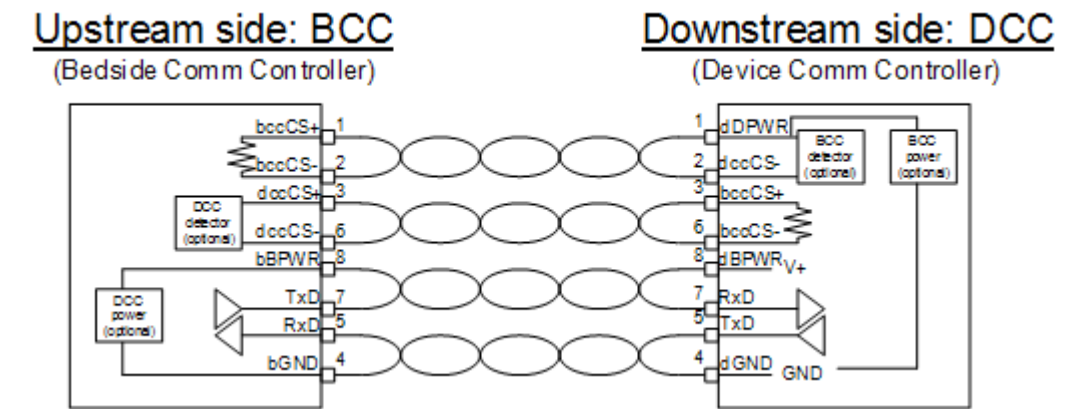 Upstream side: BCC
(Bedside Comm Controller)
bccCS+ 1
bccCS- 2
dccCS+ 3
DCC
detector
(optional)
dccCS- 6
bBPWR 8
DCC
power
(optional)
TxD 7
RxD 5
bGND 4
Downstream side: DCC
(Device Comm Controller)
1 dDPWR
BCC
detector
(optional)
BCC
power
(optional)
2 dccCS-
3 bccCS+
6 bccCS-
8 dBPWR V+
7 RxD
5 TxD
4 dGND GND